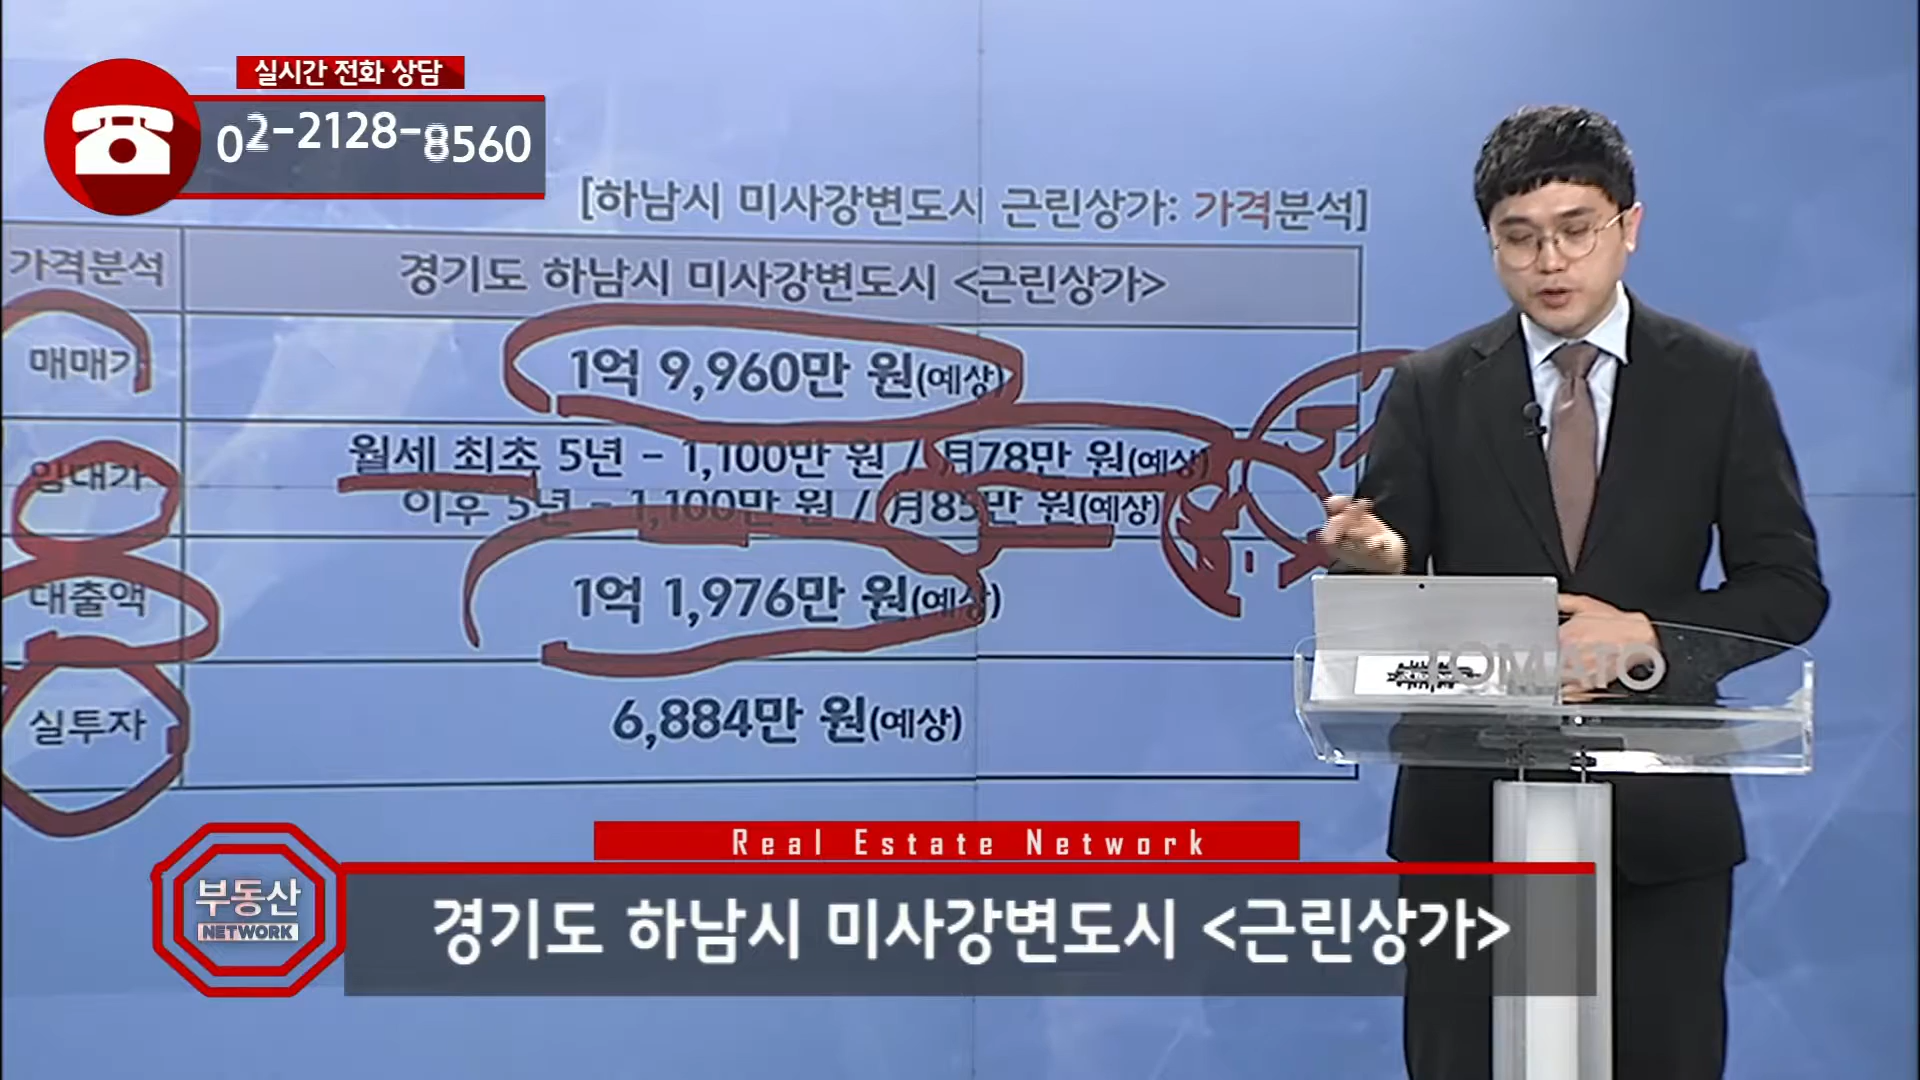 실시간 전화 상담
02-2128-8560
[하남시 미사강변도시 근린상가: 가격분석]
가격분석
경기도 하남시 미사강변도시 <근린상가>
매매가
1억 9,960만 원(예상)
임대가
월세 최초 5년 - 1,100만 원 / 月78만 원(예상)
이후 5년 - 1,100만 원 / 月85만 원(예상)
대출액
1억 1,976만 원(예상)
실투자
6,884만 원(예상)
TOMATO
Real Estate Network
부동산
NETWORK
경기도 하남시 미사강변도시 <근린상가>